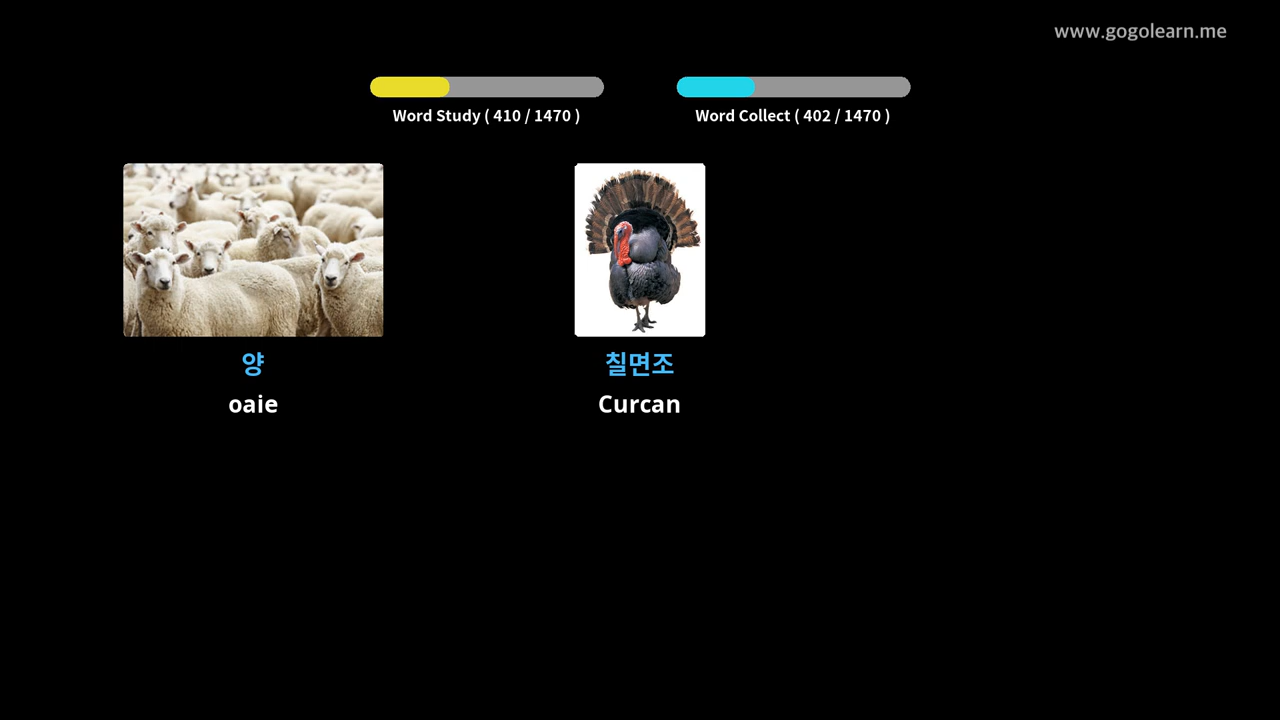 www.gogolearn.me
Word Study ( 410 / 1470 )
Word Collect ( 402 / 1470 )
양
oaie
칠면조
Curcan